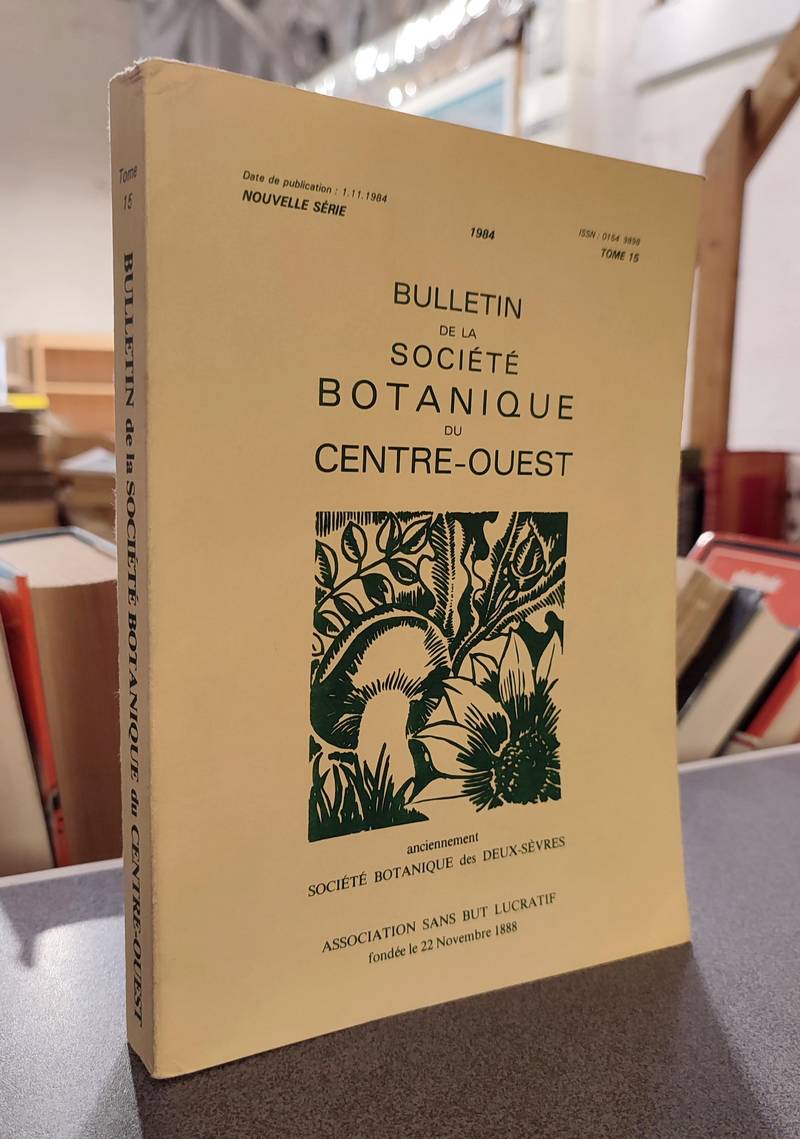 Tome
15
BULLETIN de la SOCIÉTÉ BOTANIQUE du CENTRE-OUEST
Date de publication : 1.11.1984
NOUVELLE SÉRIE
1984
ISSN : 0154 9898
TOME 15
BULLETIN
DE LA
SOCIÉTÉ
BOTANIQUE
DU
CENTRE-OUEST
anciennement
SOCIÉTÉ BOTANIQUE des DEUX-SÈVRES
ASSOCIATION SANS BUT LUCRATIF
fondée le 22 Novembre 1888